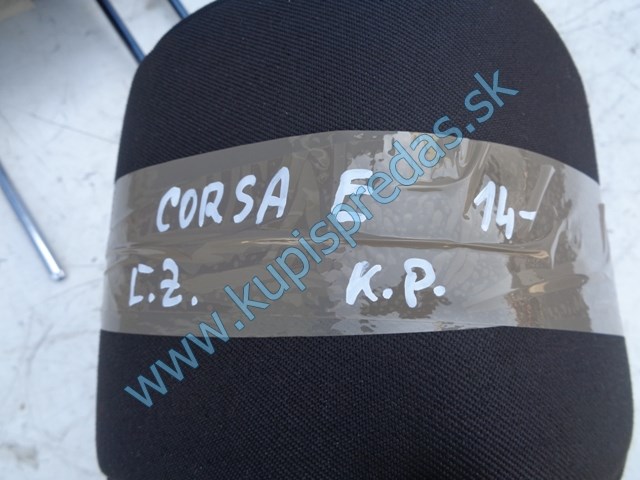 CORSA E 14-
L.Z. K.P.
www.kupispredas.sk